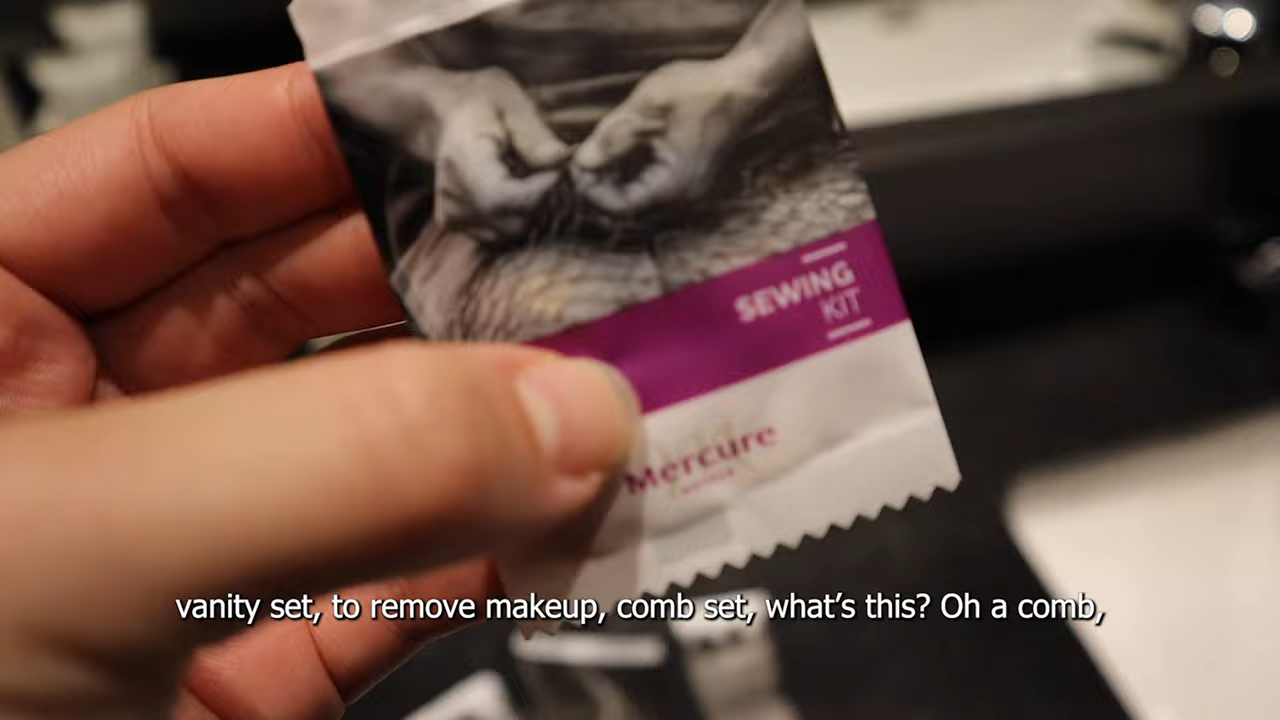 SEWING
KIT
Mercure
vanity set, to remove makeup, comb set, what's this? Oh a comb,